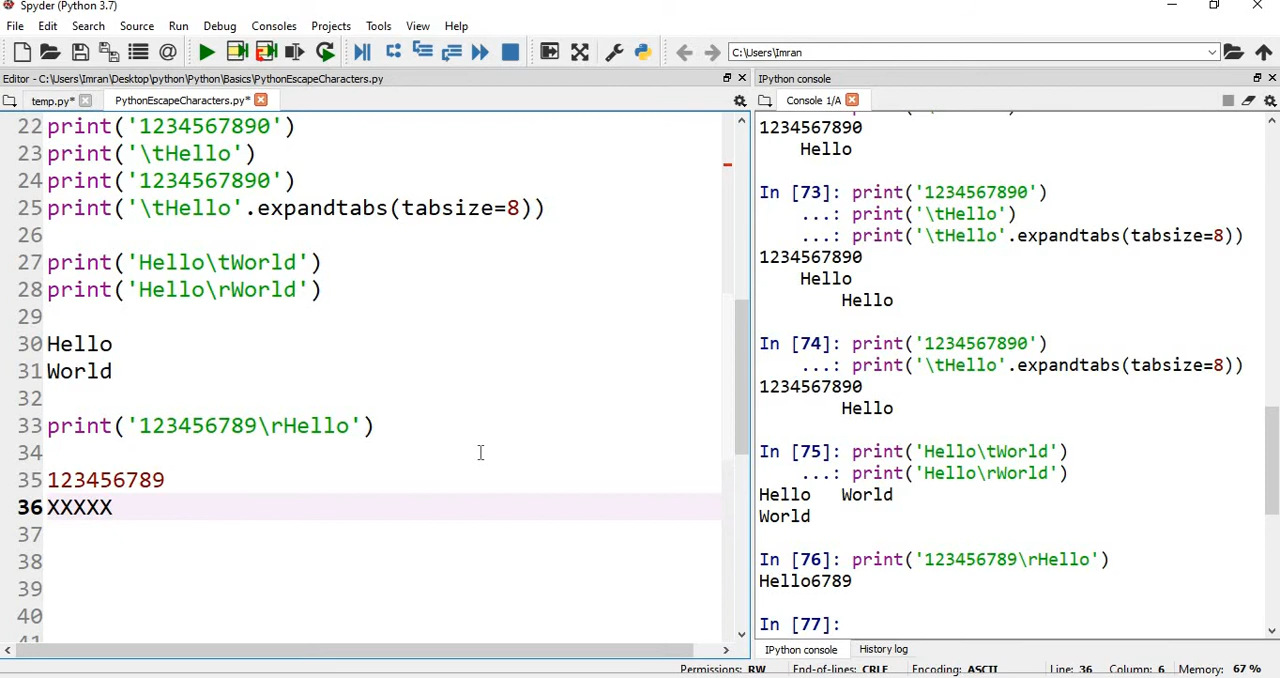 Spyder (Python 3.7)
File Edit Search Source Run Debug Consoles Projects Tools View Help
C:\Users\Imran
Editor - C:\Users\Imran\Desktop\python\Python\Basics\PythonEscapeCharacters.py
temp.py* PythonEscapeCharacters.py*
22 print('1234567890')
23 print('\tHello')
24 print('1234567890')
25 print('\tHello'.expandtabs(tabsize=8))
26
27 print('Hello\tWorld')
28 print('Hello\rWorld')
29
30 Hello
31 World
32
33 print('123456789\rHello')
34
35 123456789
36 XXXXX
37
38
39
40
41
IPython console
Console 1/A
1234567890
    Hello
In [73]: print('1234567890')
    ...: print('\tHello')
    ...: print('\tHello'.expandtabs(tabsize=8))
1234567890
    Hello
        Hello
In [74]: print('1234567890')
    ...: print('\tHello'.expandtabs(tabsize=8))
1234567890
        Hello
In [75]: print('Hello\tWorld')
    ...: print('Hello\rWorld')
Hello   World
World
In [76]: print('123456789\rHello')
Hello6789
In [77]:
IPython console History log
Permissions: RW End-of-lines: CRLF Encoding: ASCII Line: 36 Column: 6 Memory: 67 %